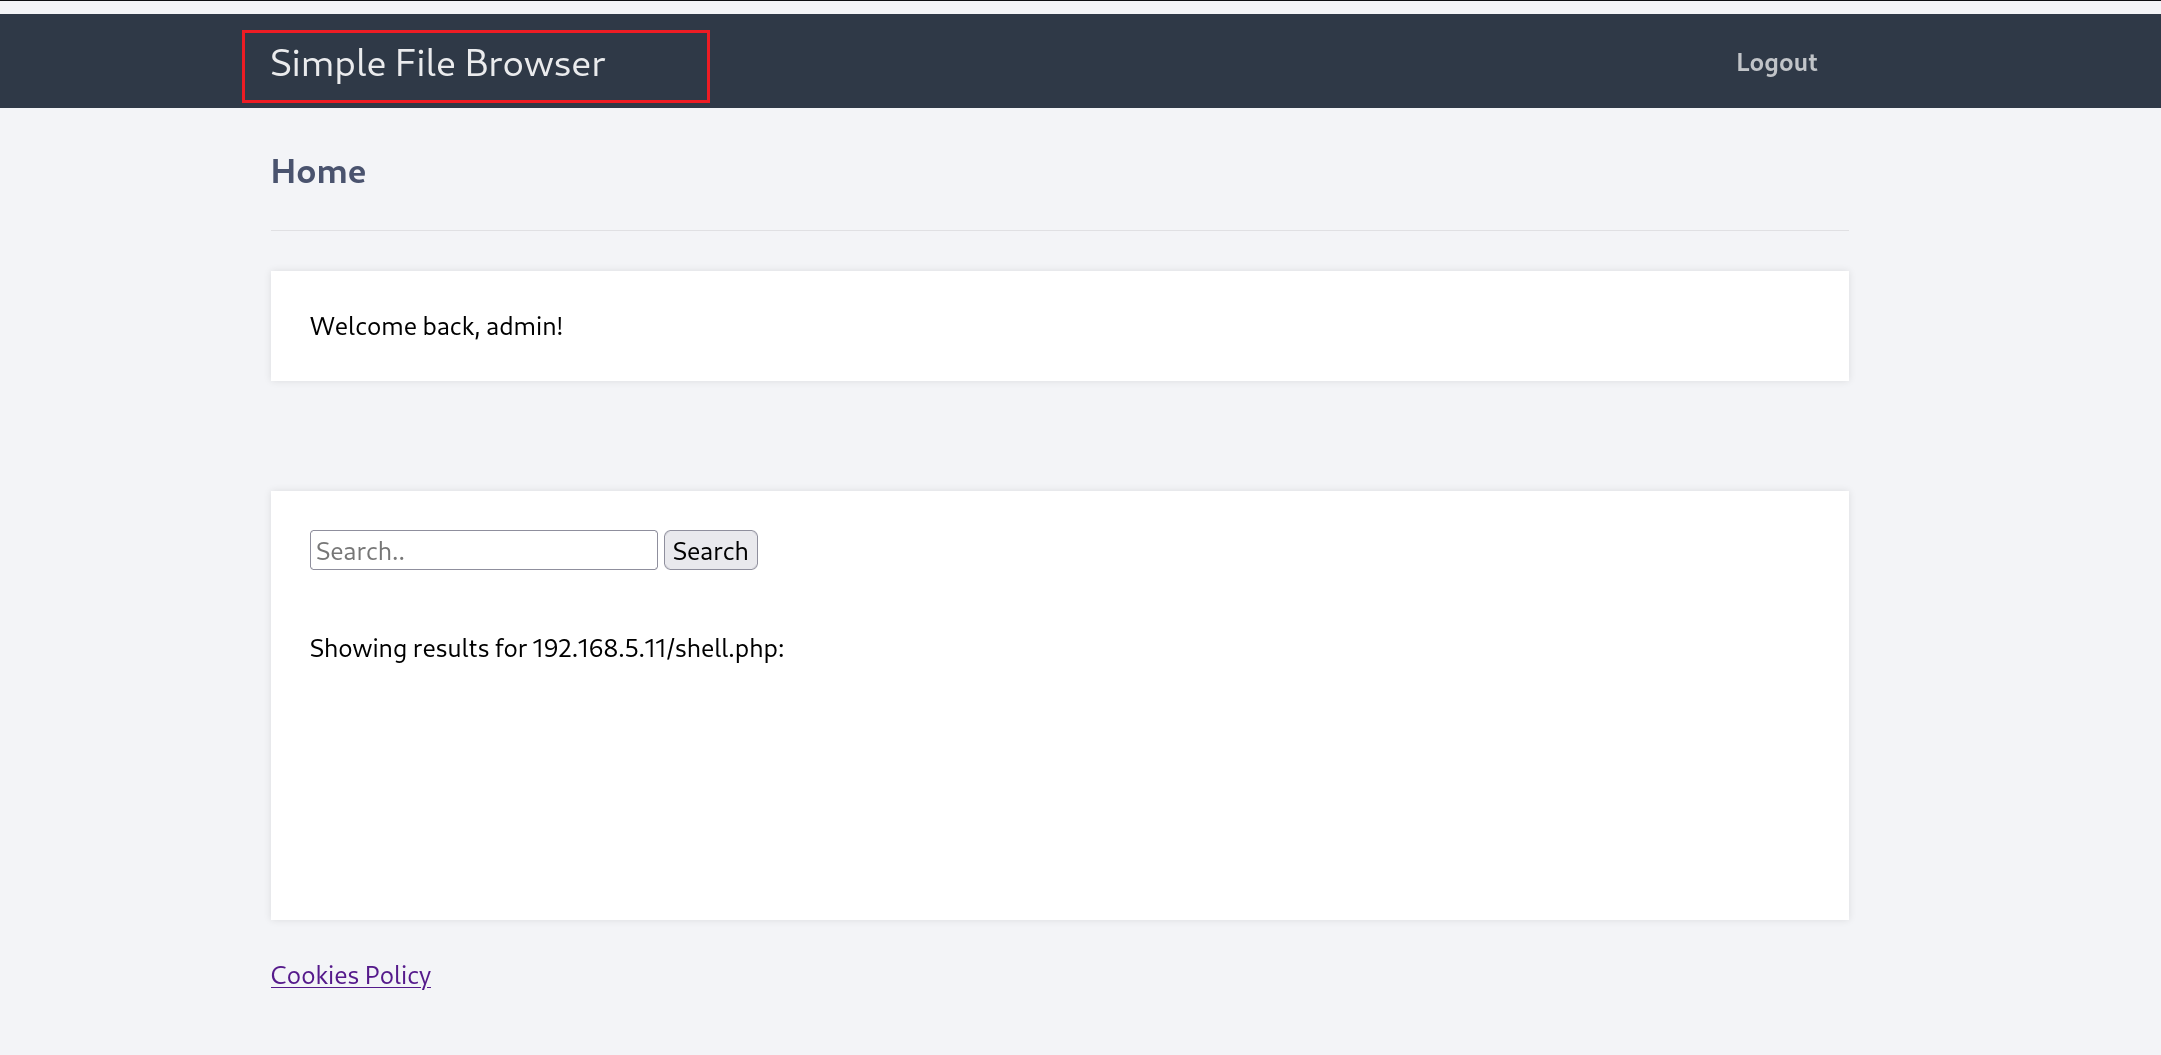 Simple File Browser
Logout
Home
Welcome back, admin!
Search..
Search
Showing results for 192.168.5.11/shell.php:
Cookies Policy